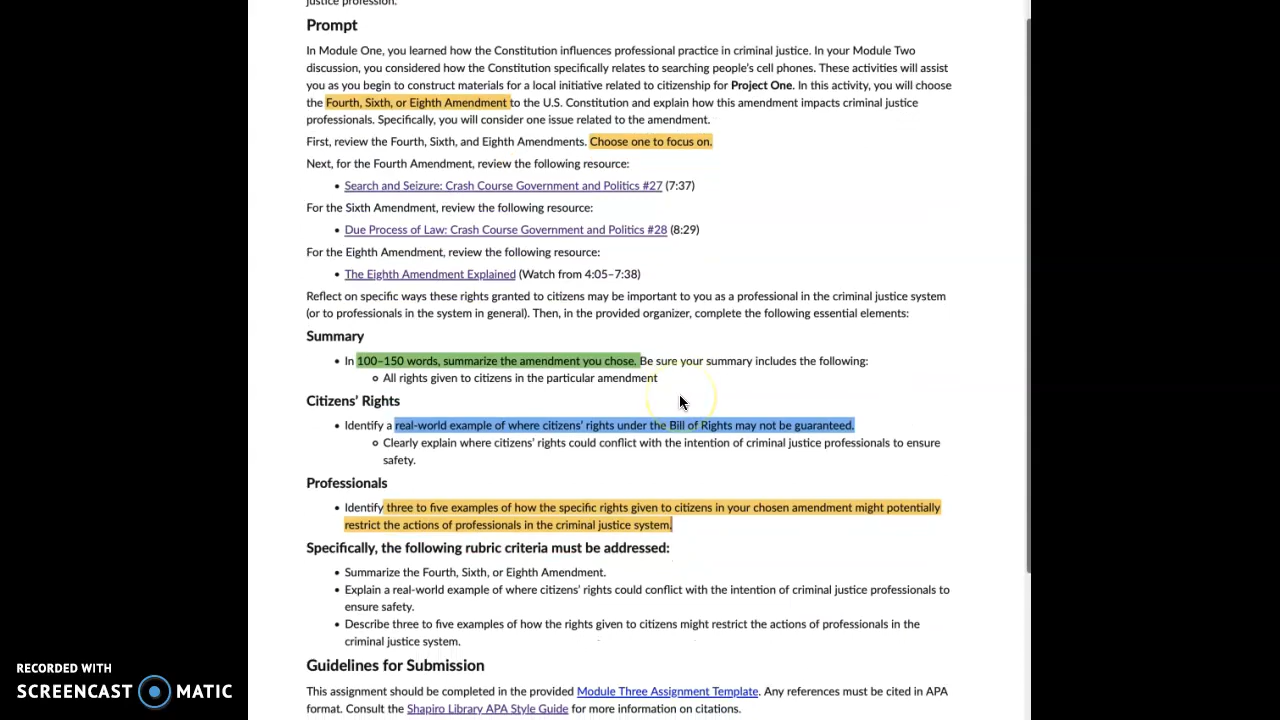 justice profession.
Prompt
In Module One, you learned how the Constitution influences professional practice in criminal justice. In your Module Two
discussion, you considered how the Constitution specifically relates to searching people's cell phones. These activities will assist
you as you begin to construct materials for a local initiative related to citizenship for Project One. In this activity, you will choose
the Fourth, Sixth, or Eighth Amendment to the U.S. Constitution and explain how this amendment impacts criminal justice
professionals. Specifically, you will consider one issue related to the amendment.
First, review the Fourth, Sixth, and Eighth Amendments. Choose one to focus on.
Next, for the Fourth Amendment, review the following resource:
• Search and Seizure: Crash Course Government and Politics #27 (7:37)
For the Sixth Amendment, review the following resource:
• Due Process of Law: Crash Course Government and Politics #28 (8:29)
For the Eighth Amendment, review the following resource:
• The Eighth Amendment Explained (Watch from 4:05–7:38)
Reflect on specific ways these rights granted to citizens may be important to you as a professional in the criminal justice system
(or to professionals in the system in general). Then, in the provided organizer, complete the following essential elements:
Summary
• In 100–150 words, summarize the amendment you chose. Be sure your summary includes the following:
o All rights given to citizens in the particular amendment
Citizens' Rights
• Identify a real-world example of where citizens' rights under the Bill of Rights may not be guaranteed.
o Clearly explain where citizens' rights could conflict with the intention of criminal justice professionals to ensure
safety.
Professionals
• Identify three to five examples of how the specific rights given to citizens in your chosen amendment might potentially
restrict the actions of professionals in the criminal justice system.
Specifically, the following rubric criteria must be addressed:
• Summarize the Fourth, Sixth, or Eighth Amendment.
• Explain a real-world example of where citizens' rights could conflict with the intention of criminal justice professionals to
ensure safety.
• Describe three to five examples of how the rights given to citizens might restrict the actions of professionals in the
criminal justice system.
Guidelines for Submission
This assignment should be completed in the provided Module Three Assignment Template. Any references must be cited in APA
format. Consult the Shapiro Library APA Style Guide for more information on citations.
RECORDED WITH
SCREENCAST MATIC